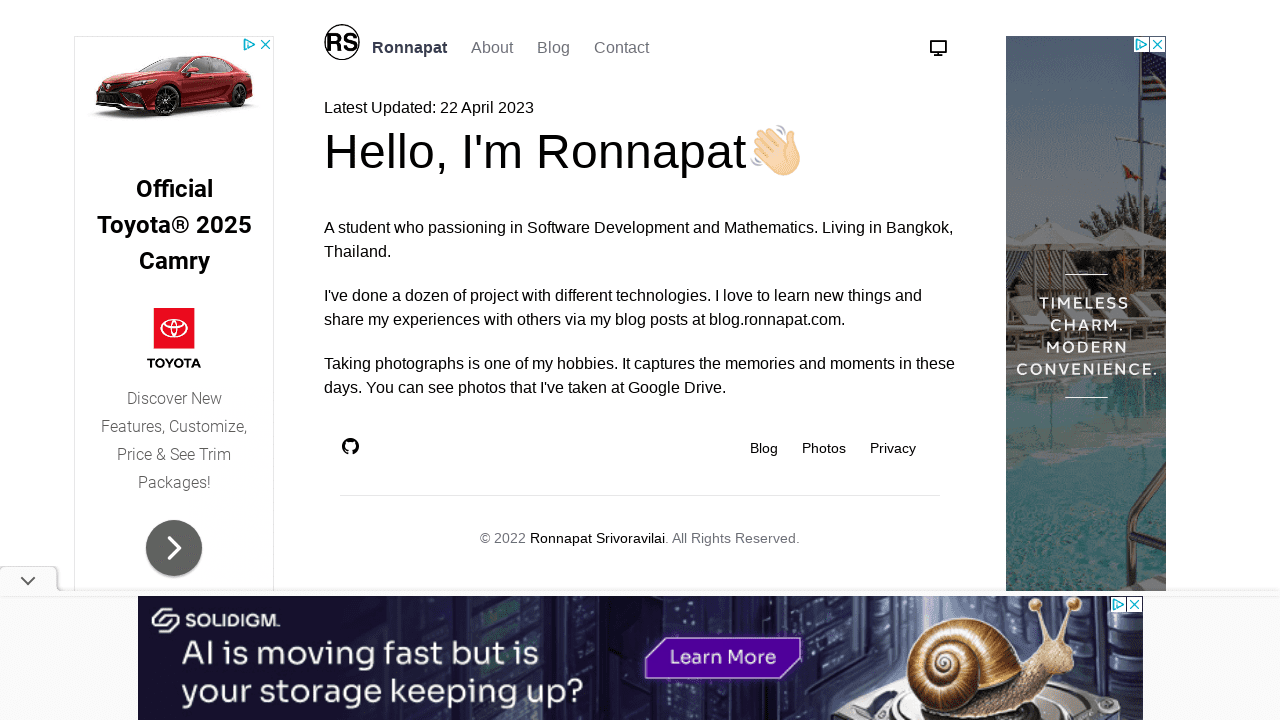 RS
Ronnapat About Blog Contact
Latest Updated: 22 April 2023
Hello, I'm Ronnapat
A student who passioning in Software Development and Mathematics. Living in Bangkok,
Thailand.
I've done a dozen of project with different technologies. I love to learn new things and
share my experiences with others via my blog posts at blog.ronnapat.com.
Taking photographs is one of my hobbies. It captures the memories and moments in these
days. You can see photos that I've taken at Google Drive.
Blog Photos Privacy
© 2022 Ronnapat Srivoravilai. All Rights Reserved.
Official
Toyota® 2025
Camry
TOYOTA
Discover New
Features, Customize,
Price & See Trim
Packages!
TIMELESS
CHARM.
MODERN
CONVENIENCE.
SOLIDIGM.
AI is moving fast but is
your storage keeping up?
Learn More